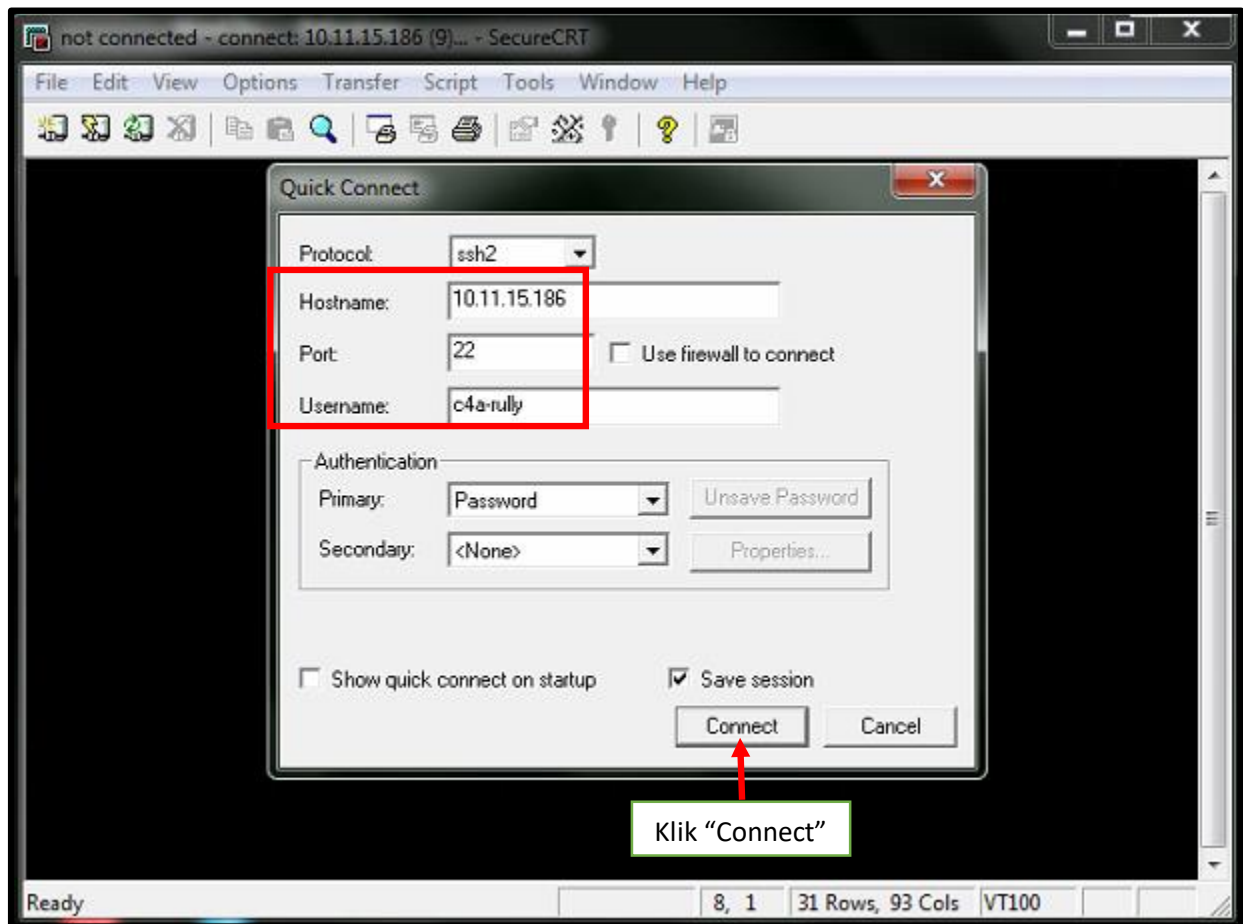 not connected - connect: 10.11.15.186 (9)... - SecureCRT
File Edit View Options Transfer Script Tools Window Help
Quick Connect
Protocol: ssh2
Hostname: 10.11.15.186
Port: 22 Use firewall to connect
Username: c4a-rully
Authentication
Primary: Password Unsave Password
Secondary: <None> Properties...
Show quick connect on startup Save session
Connect Cancel
Klik “Connect”
Ready 8, 1 31 Rows, 93 Cols VT100